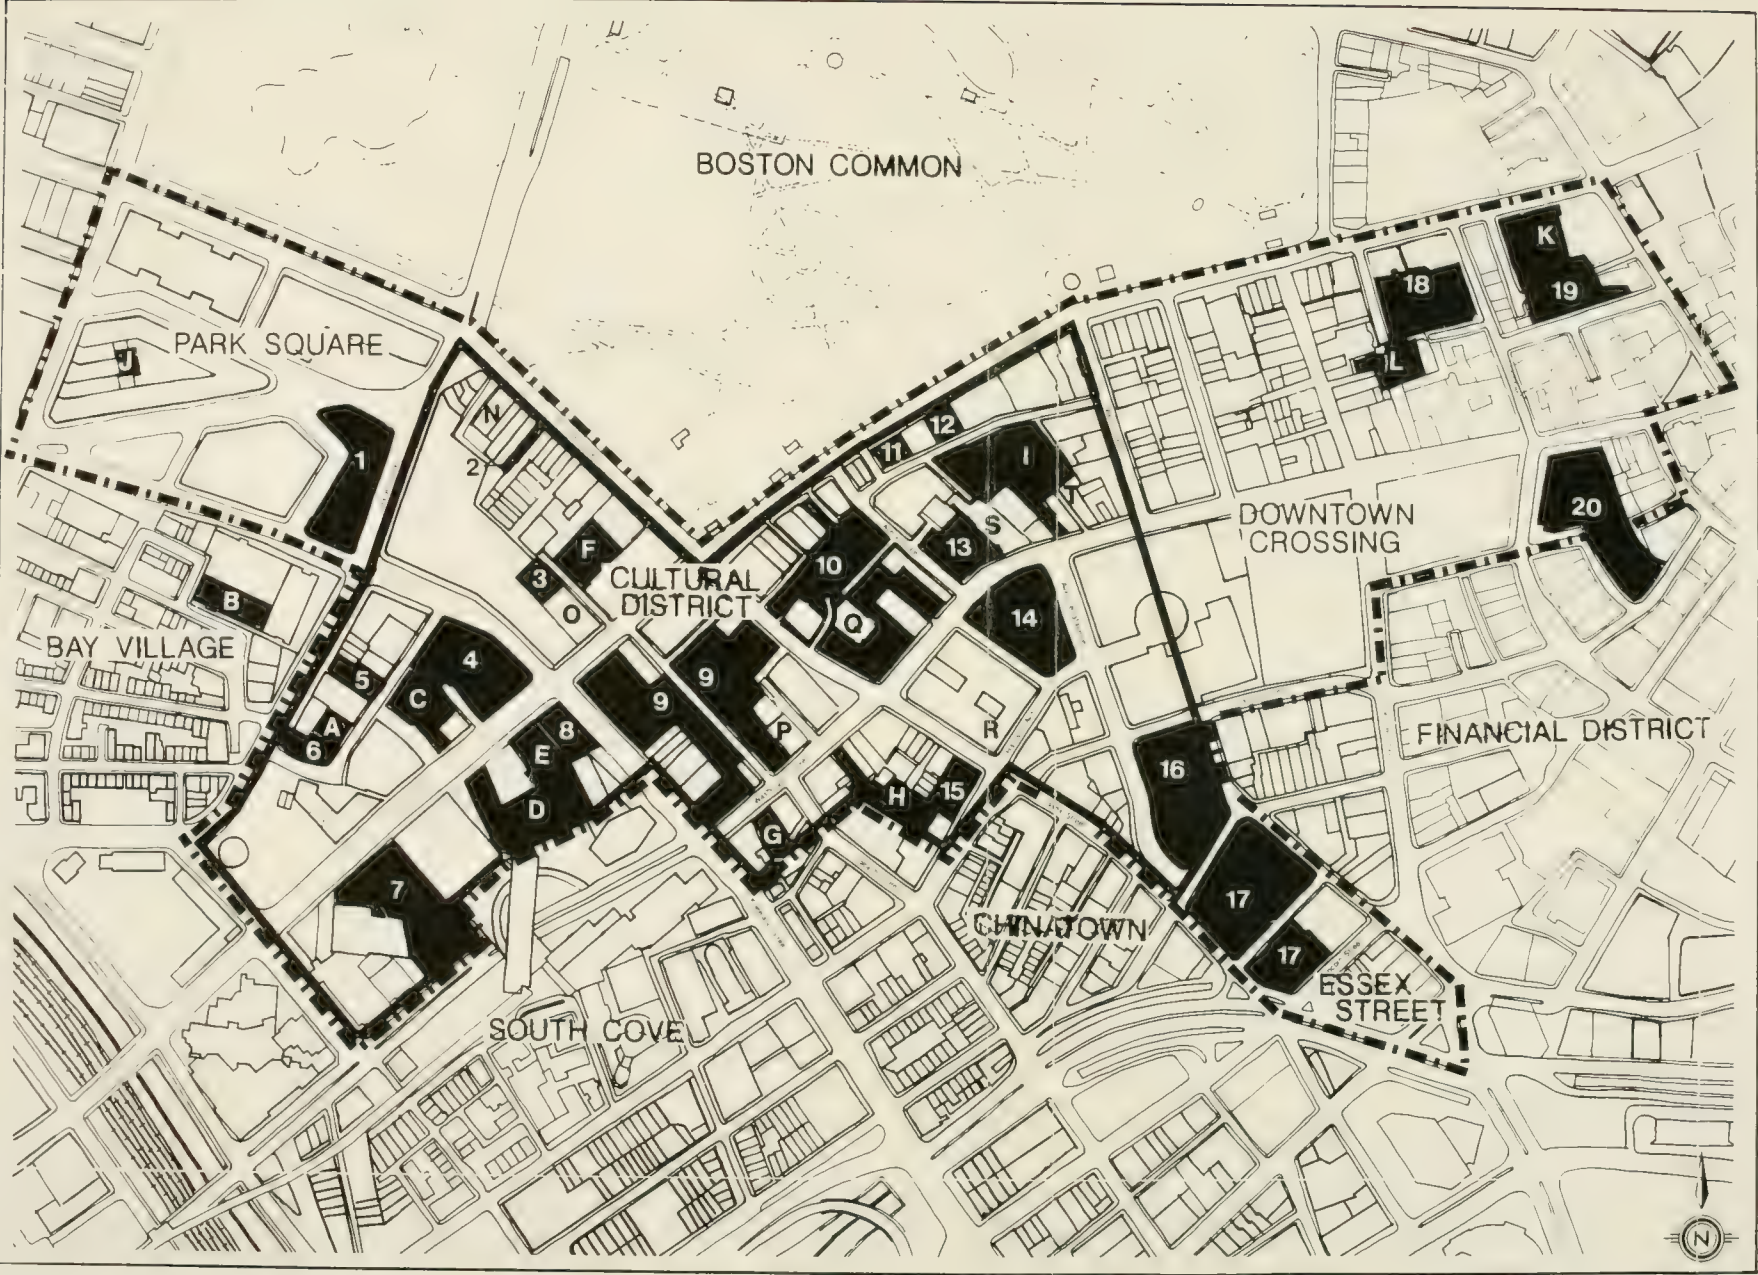 BOSTON COMMON
K
18
19
PARK SQUARE
J
L
N
12
1
11
I
2
T
20
DOWNTOWN
CROSSING
S
13
F
10
3
CULTURAL
DISTRICT
B
O
Q
14
BAY VILLAGE
4
5
9
C
9
A
8
P
R
FINANCIAL DISTRICT
6
E
16
H
15
D
G
7
17
CHINATOWN
17
ESSEX
STREET
SOUTH COVE
N